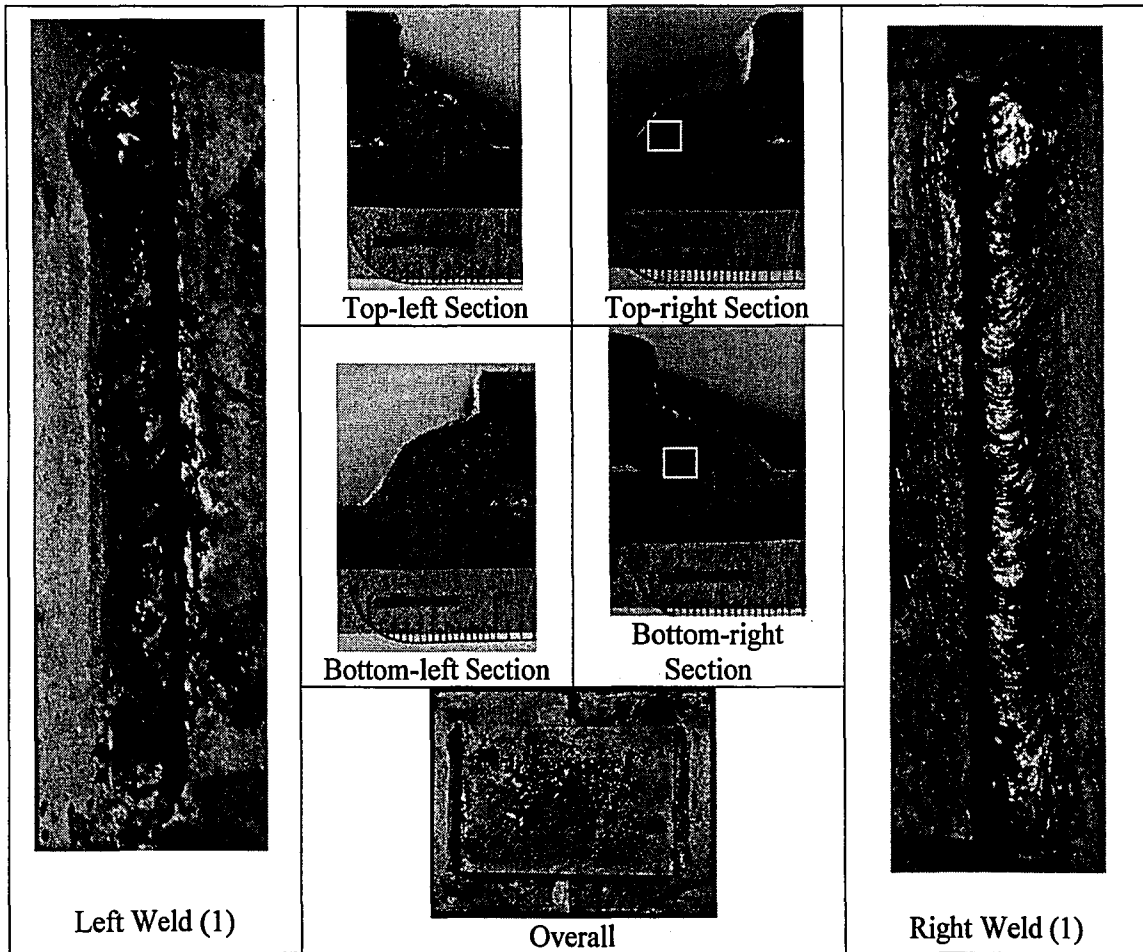 Top-left Section
Top-right Section
Bottom-left Section
Bottom-right
Section
Left Weld (1)
Overall
Right Weld (1)